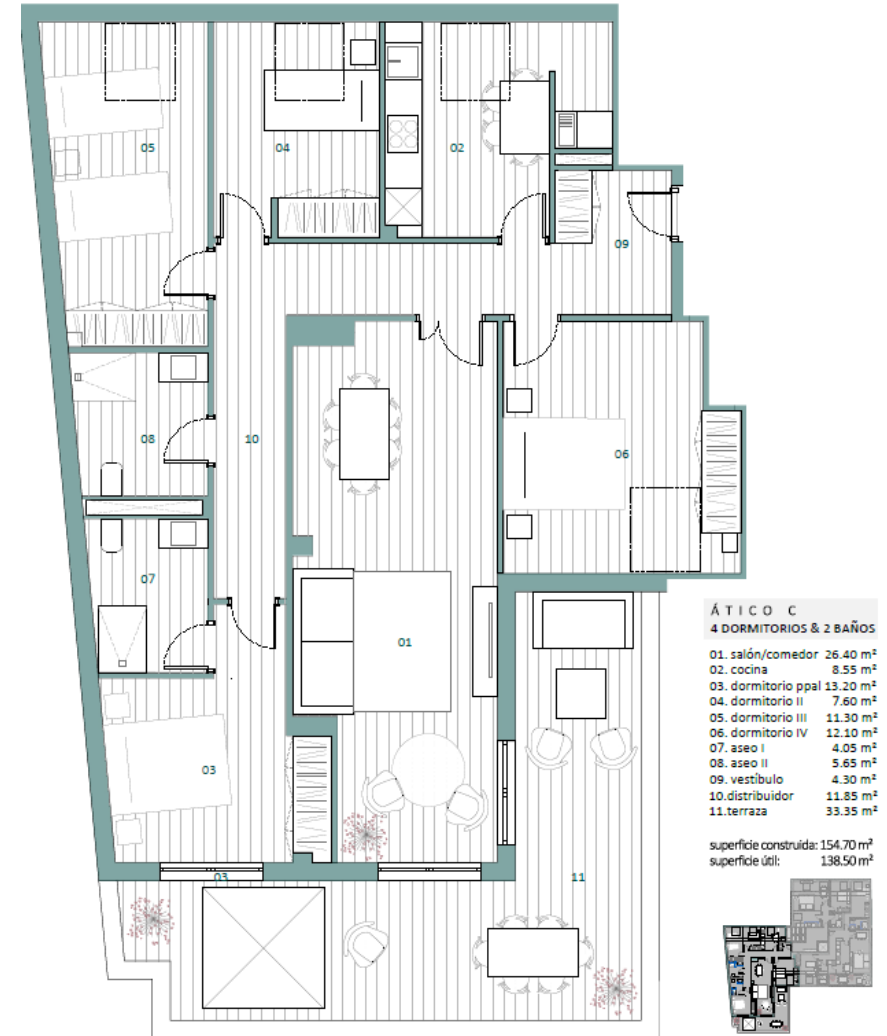 05
04
02
09
08
10
06
07
01
03
03
11
ÁTICO C
4 DORMITORIOS & 2 BAÑOS
01. salón/comedor 26.40 m²
02. cocina 8.55 m²
03. dormitorio ppal 13.20 m²
04. dormitorio II 7.60 m²
05. dormitorio III 11.30 m²
06. dormitorio IV 12.10 m²
07. aseo I 4.05 m²
08. aseo II 5.65 m²
09. vestíbulo 4.30 m²
10.distribuidor 11.85 m²
11.terraza 33.35 m²
superficie construida: 154.70 m²
superficie útil: 138.50 m²